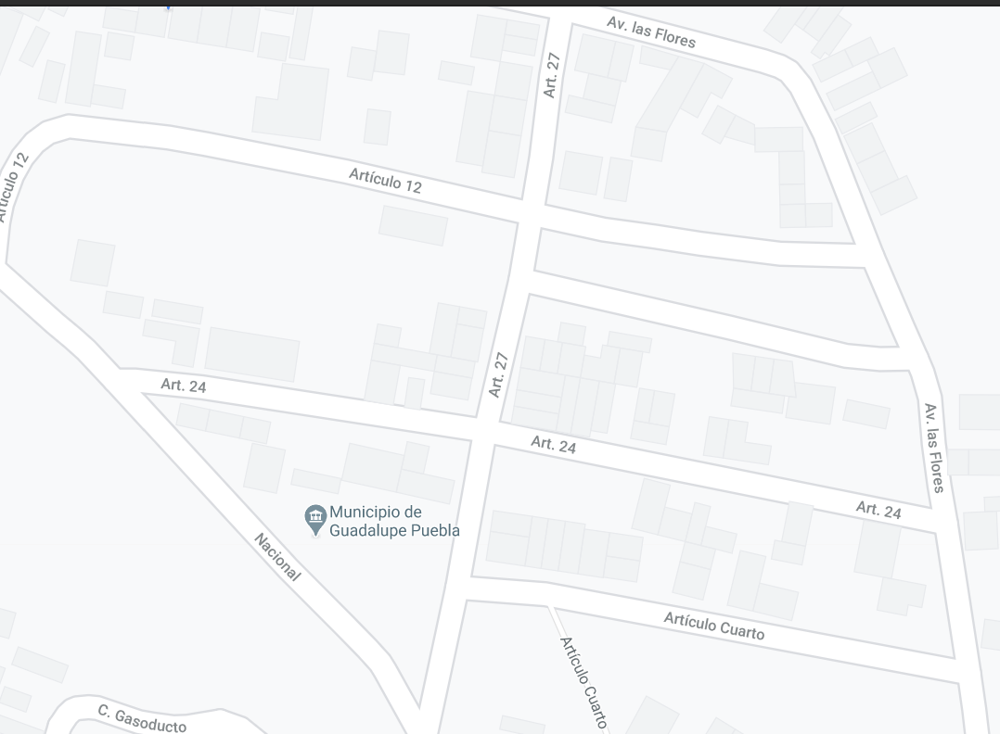 Av. las Flores
Art. 27
Artículo 12
Artículo 12
Art. 27
Art. 24
Av. las Flores
Art. 24
Art. 24
Municipio de
Guadalupe Puebla
Nacional
Artículo Cuarto
Artículo Cuarto
C. Gasoducto